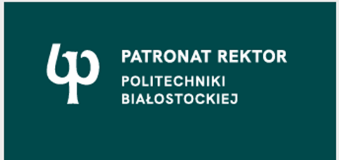 PATRONAT REKTOR
POLITECHNIKI
BIAŁOSTOCKIEJ